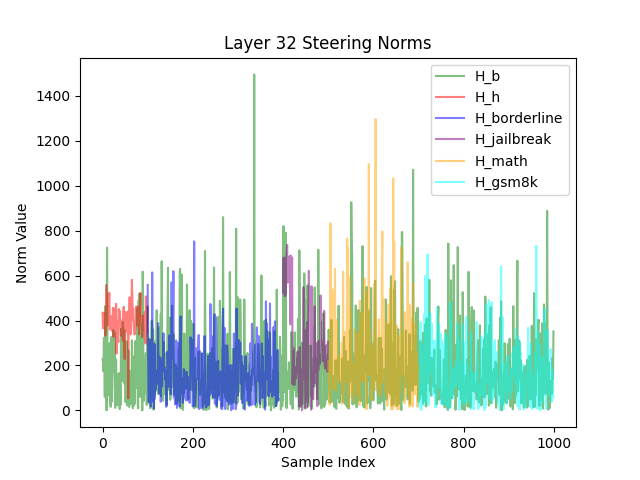 Layer 32 Steering Norms
Norm Value
1400
1200
1000
800
600
400
200
0
H_b
H_h
H_borderline
H_jailbreak
H_math
H_gsm8k
0
200
400
600
800
1000
Sample Index